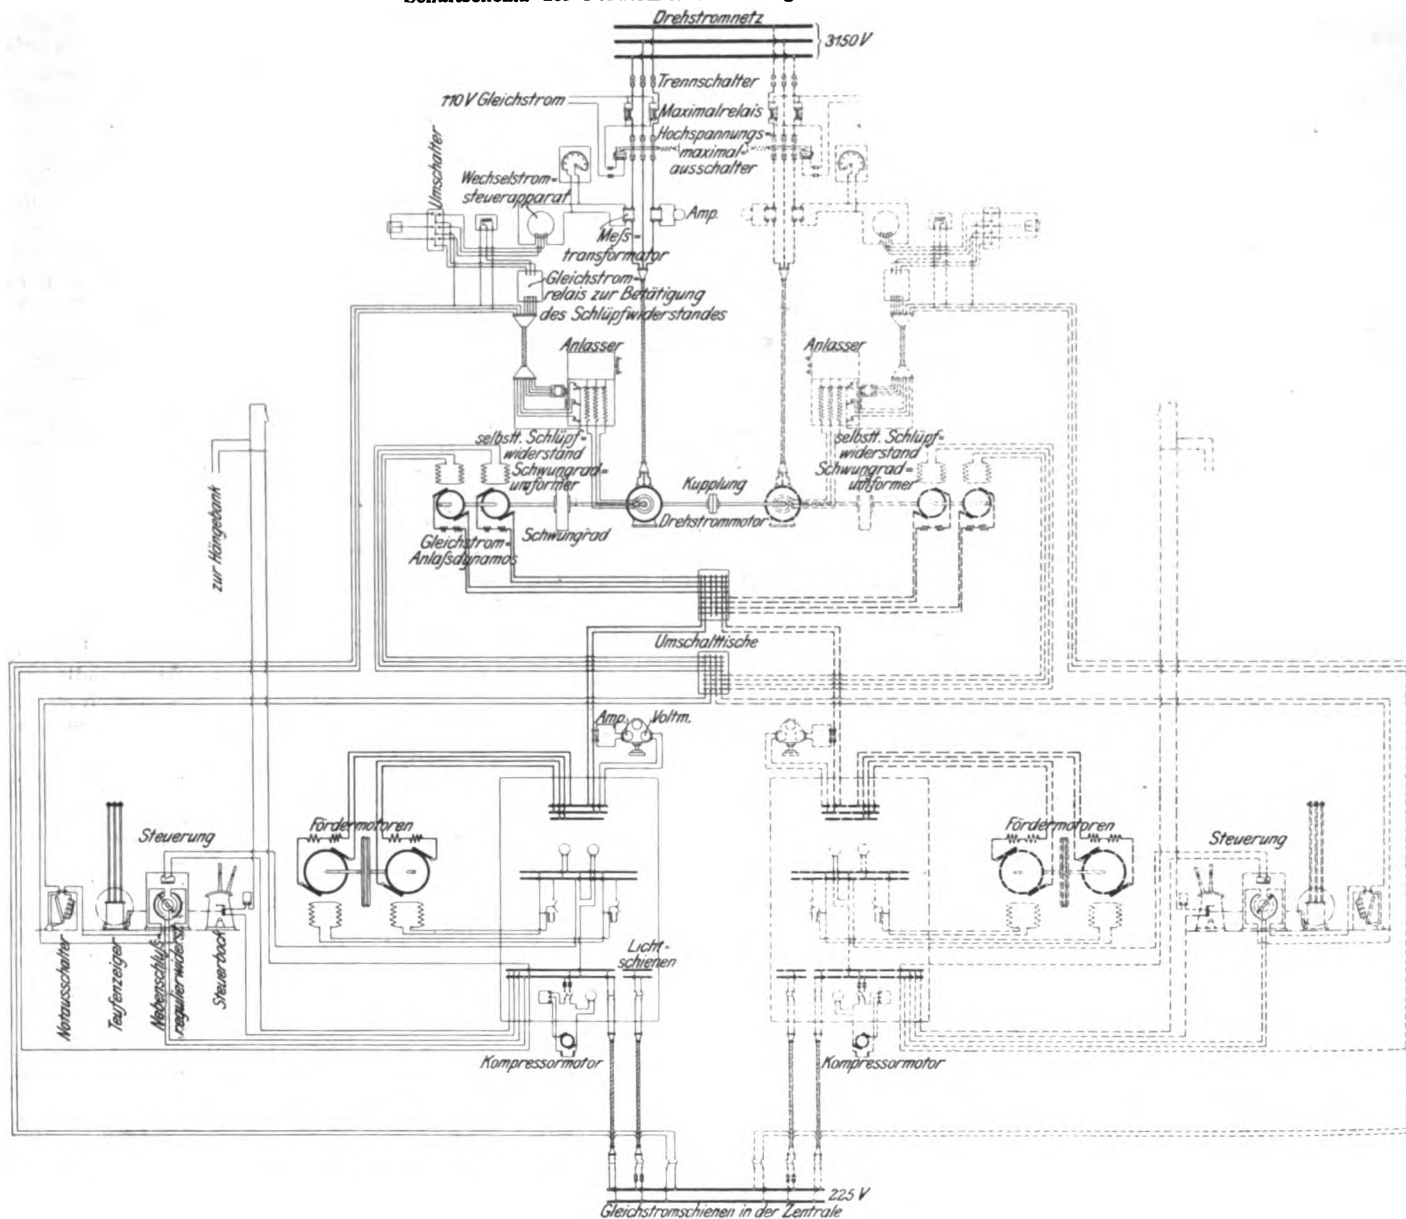 Drehstromnetz
3150 V
Trennschalter
110 V Gleichstrom
Maximalrelais
Hochspannungs=
maximal=
ausschalter
Umschalter
Wechselstrom=
steuerapparat
Amp.
Meſs=
transformator
Gleichstrom=
relais zur Betätigung
des Schlüpfwiderstandes
Anlasser
Anlasser
selbstt. Schlüpf=
widerstand
Schwungrad=
umformer
selbstt. Schlüpf=
widerstand
Schwungrad=
umformer
Kupplung
Drehstrommotor
Schwungrad
Gleichstrom=
Anlaſsdynamos
zur Hängebank
Umschalttische
Amp.
Voltm.
Steuerung
Fördermotoren
Fördermotoren
Steuerung
Licht=
schienen
Notausschalter
Teufenzeiger
Nebenschluſs=
regulierwiderst.
Steuerbock
Kompressormotor
Kompressormotor
225 V
Gleichstromschienen in der Zentrale